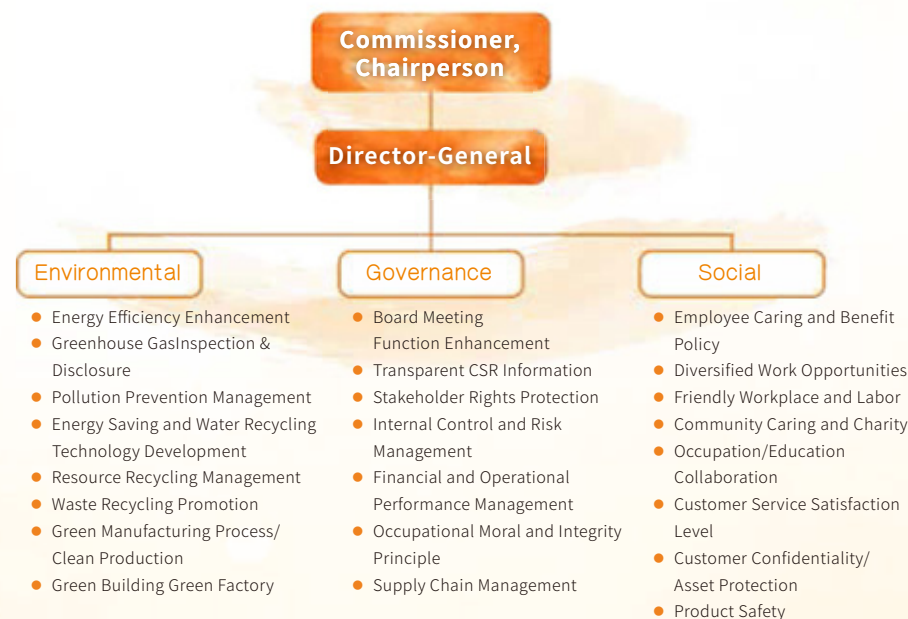 Commissioner,
Chairperson
Director-General
Environmental
Energy Efficiency Enhancement
Greenhouse GasInspection &
Disclosure
Pollution Prevention Management
Energy Saving and Water Recycling
Technology Development
Resource Recycling Management
Waste Recycling Promotion
Green Manufacturing Process/
Clean Production
Green Building Green Factory
Governance
Board Meeting
Function Enhancement
Transparent CSR Information
Stakeholder Rights Protection
Internal Control and Risk
Management
Financial and Operational
Performance Management
Occupational Moral and Integrity
Principle
Supply Chain Management
Social
Employee Caring and Benefit
Policy
Diversified Work Opportunities
Friendly Workplace and Labor
Community Caring and Charity
Occupation/Education
Collaboration
Customer Service Satisfaction
Level
Customer Confidentiality/
Asset Protection
Product Safety